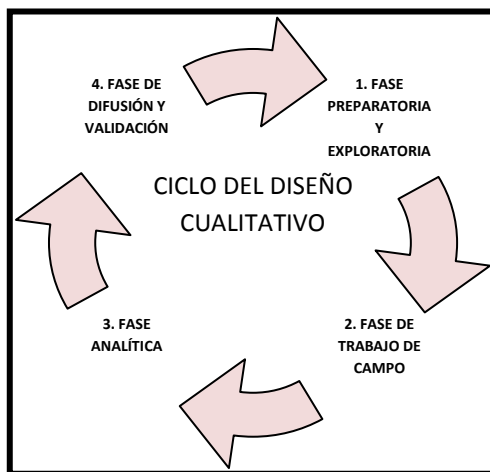 4. FASE DE
DIFUSIÓN Y
VALIDACIÓN
1. FASE
PREPARATORIA
Y
EXPLORATORIA
CICLO DEL DISEÑO
CUALITATIVO
3. FASE
ANALÍTICA
2. FASE DE
TRABAJO DE
CAMPO